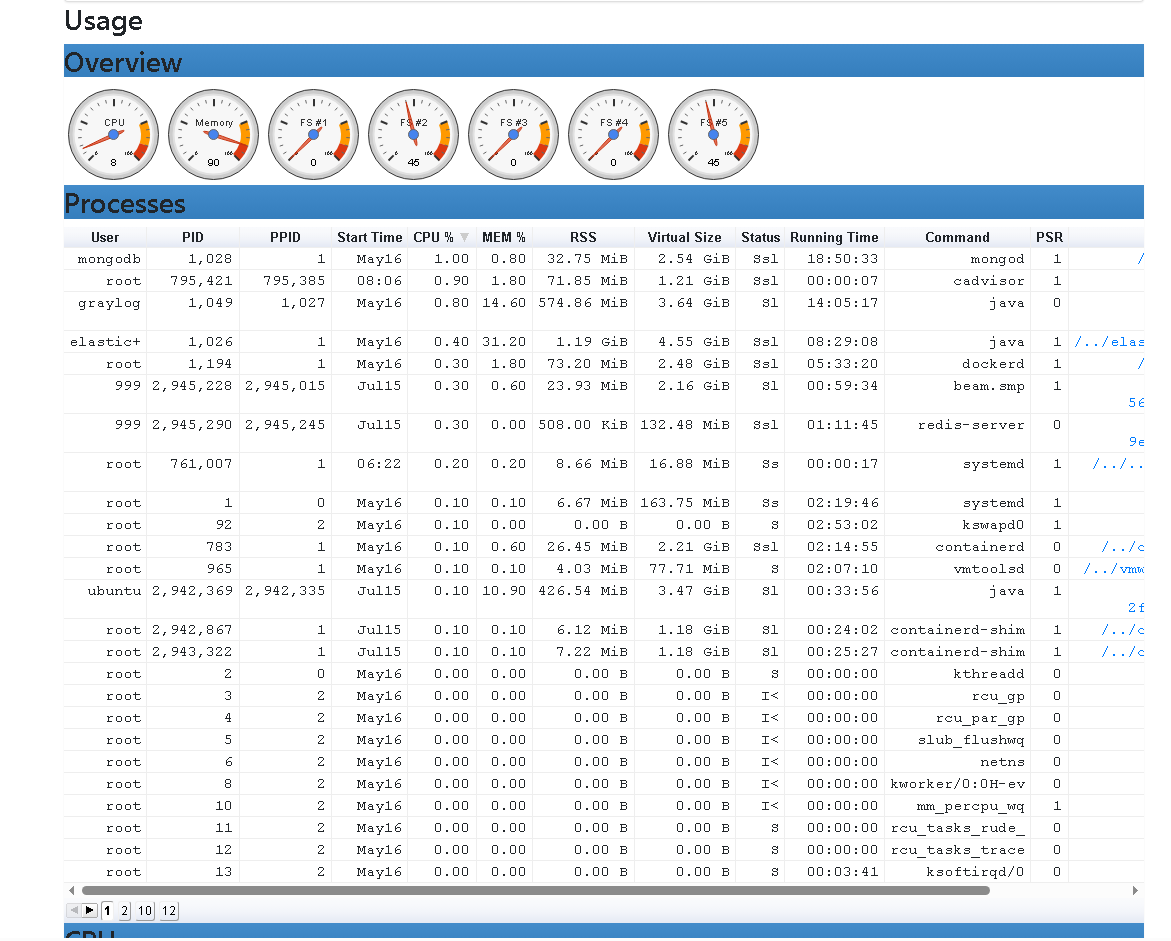 Usage
Overview
CPU Memory FS #1 FS #2 FS #3 FS #4 FS #5
8 90 0 45 0 0 45
Processes
User PID PPID Start Time CPU % MEM % RSS Virtual Size Status Running Time Command PSR
mongodb 1,028 1 May16 1.00 0.80 32.75 MiB 2.54 GiB Ssl 18:50:33 mongod 1 /
root 795,421 795,385 08:06 0.90 1.80 71.85 MiB 1.21 GiB Ssl 00:00:07 cadvisor 1
graylog 1,049 1,027 May16 0.80 14.60 574.86 MiB 3.64 GiB Sl 14:05:17 java 0
elastic+ 1,026 1 May16 0.40 31.20 1.19 GiB 4.55 GiB Ssl 08:29:08 java 1 /../elas
root 1,194 1 May16 0.30 1.80 73.20 MiB 2.48 GiB Ssl 05:33:20 dockerd 1 /
999 2,945,228 2,945,015 Jul15 0.30 0.60 23.93 MiB 2.16 GiB Sl 00:59:34 beam.smp 1
56
999 2,945,290 2,945,245 Jul15 0.30 0.00 508.00 KiB 132.48 MiB Ssl 01:11:45 redis-server 0
9e
root 761,007 1 06:22 0.20 0.20 8.66 MiB 16.88 MiB Ss 00:00:17 systemd 1 /../..
root 1 0 May16 0.10 0.10 6.67 MiB 163.75 MiB Ss 02:19:46 systemd 1
root 92 2 May16 0.10 0.00 0.00 B 0.00 B S 02:53:02 kswapd0 1
root 783 1 May16 0.10 0.60 26.45 MiB 2.21 GiB Ssl 02:14:55 containerd 0 /../c
root 965 1 May16 0.10 0.10 4.03 MiB 77.71 MiB S 02:07:10 vmtoolsd 0 /../vmw
ubuntu 2,942,369 2,942,335 Jul15 0.10 10.90 426.54 MiB 3.47 GiB Sl 00:33:56 java 1
2f
root 2,942,867 1 Jul15 0.10 0.10 6.12 MiB 1.18 GiB Sl 00:24:02 containerd-shim 1 /../c
root 2,943,322 1 Jul15 0.10 0.10 7.22 MiB 1.18 GiB Sl 00:25:27 containerd-shim 1 /../c
root 2 0 May16 0.00 0.00 0.00 B 0.00 B S 00:00:00 kthreadd 0
root 3 2 May16 0.00 0.00 0.00 B 0.00 B I< 00:00:00 rcu_gp 0
root 4 2 May16 0.00 0.00 0.00 B 0.00 B I< 00:00:00 rcu_par_gp 0
root 5 2 May16 0.00 0.00 0.00 B 0.00 B I< 00:00:00 slub_flushwq 0
root 6 2 May16 0.00 0.00 0.00 B 0.00 B I< 00:00:00 netns 0
root 8 2 May16 0.00 0.00 0.00 B 0.00 B I< 00:00:00 kworker/0:0H-ev 0
root 10 2 May16 0.00 0.00 0.00 B 0.00 B I< 00:00:00 mm_percpu_wq 1
root 11 2 May16 0.00 0.00 0.00 B 0.00 B S 00:00:00 rcu_tasks_rude_ 0
root 12 2 May16 0.00 0.00 0.00 B 0.00 B S 00:00:00 rcu_tasks_trace 0
root 13 2 May16 0.00 0.00 0.00 B 0.00 B S 00:03:41 ksoftirqd/0 0
1 2 10 12
CPU